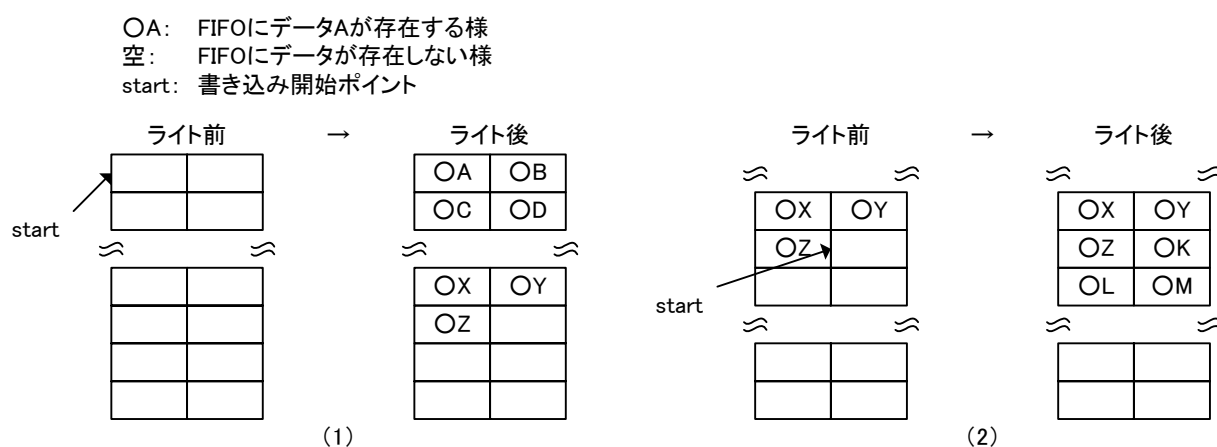 ○A: FIFOにデータAが存在する様
空: FIFOにデータが存在しない様
start: 書き込み開始ポイント
ライト前 → ライト後
start
○A ○B
○C ○D
○X ○Y
○Z
(1)
ライト前 → ライト後
○X ○Y
○Z
start
○X ○Y
○Z ○K
○L ○M
(2)